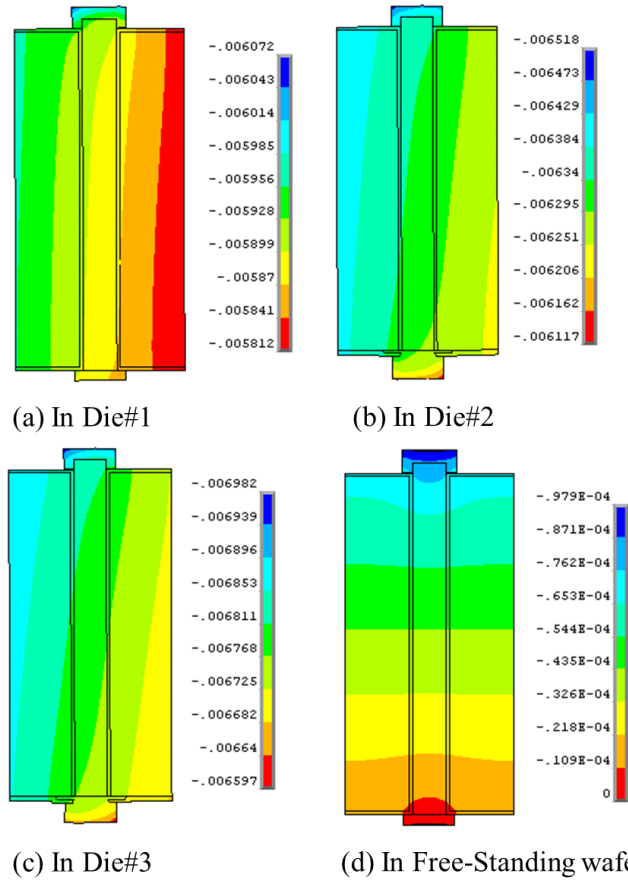 -.006072
-.006043
-.006014
-.005985
-.005956
-.005928
-.005899
-.00587
-.005841
-.005812
(a) In Die#1
-.006518
-.006473
-.006429
-.006384
-.00634
-.006295
-.006251
-.006206
-.006162
-.006117
(b) In Die#2
-.006982
-.006939
-.006896
-.006853
-.006811
-.006768
-.006725
-.006682
-.00664
-.006597
(c) In Die#3
-.979E-04
-.871E-04
-.762E-04
-.653E-04
-.544E-04
-.435E-04
-.326E-04
-.218E-04
-.109E-04
0
(d) In Free-Standing wafe